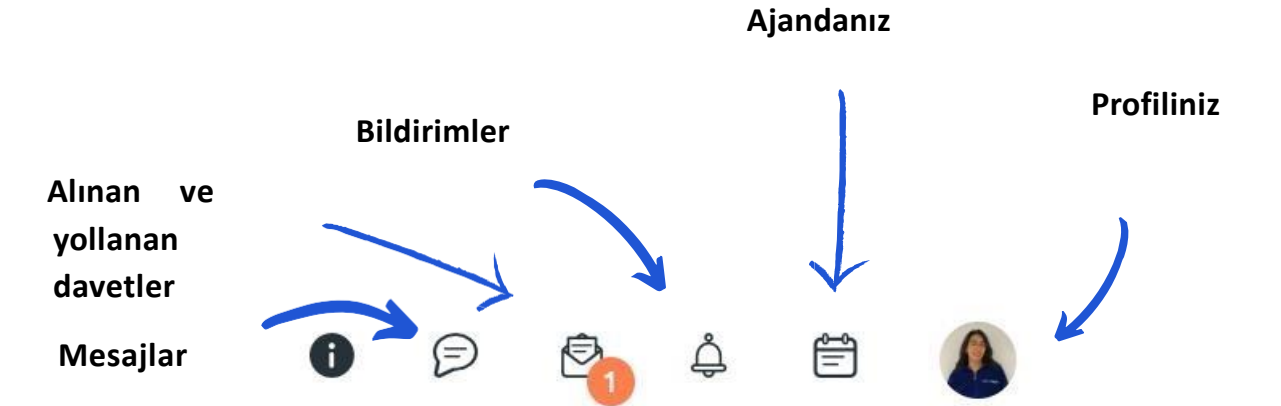 Ajandanız
Profiliniz
Bildirimler
Alınan ve
yollanan
davetler
Mesajlar
i
1